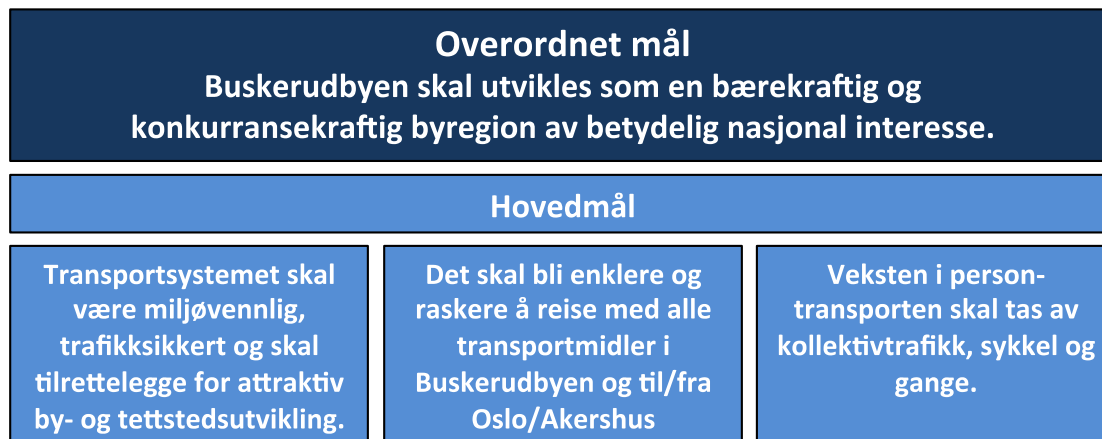 Overordnet mål
Buskerudbyen skal utvikles som en bærekraftig og
konkurransekraftig byregion av betydelig nasjonal interesse.
Hovedmål
Transportsystemet skal
være miljøvennlig,
trafikksikkert og skal
tilrettelegge for attraktiv
by- og tettstedsutvikling.
Det skal bli enklere og
raskere å reise med alle
transportmidler i
Buskerudbyen og til/fra
Oslo/Akershus
Veksten i person-
transporten skal tas av
kollektivtrafikk, sykkel og
gange.